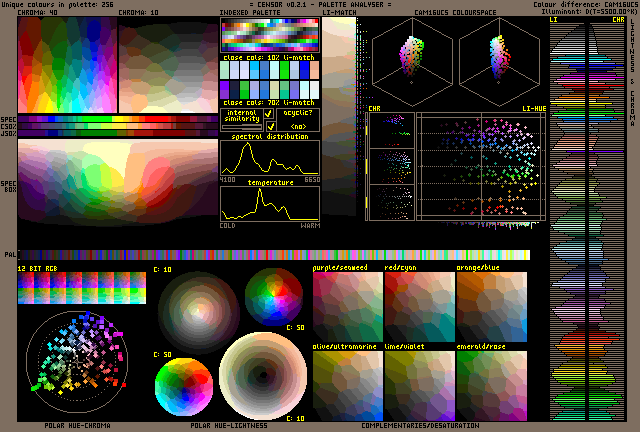 Unique colours in palette: 256
= CENSOR v0.2.1 - PALETTE ANALYSER =
Colour difference: CAM16UCS
Illuminant: D(T=5500.00°K)
CHROMA: 40
CHROMA: 10
INDEXED PALETTE
LI-MATCH
CAM16UCS COLOURSPACE
LI
CHR
LIGHTNESS & CHROMA
close cols: 10% li-match
close cols: 70% li-match
internal similarity
acyclic?
<no>
CHR
LI-HUE
SPEC
spectral distribution
4100
6650
SPEC BOX
temperature
COLD
WARM
PAL
12 BIT RGB
C: 10
C: 50
C: 50
C: 10
purple/seaweed
red/cyan
orange/blue
olive/ultramarine
lime/violet
emerald/rose
POLAR HUE-CHROMA
POLAR HUE-LIGHTNESS
COMPLEMENTARIES/DESATURATION